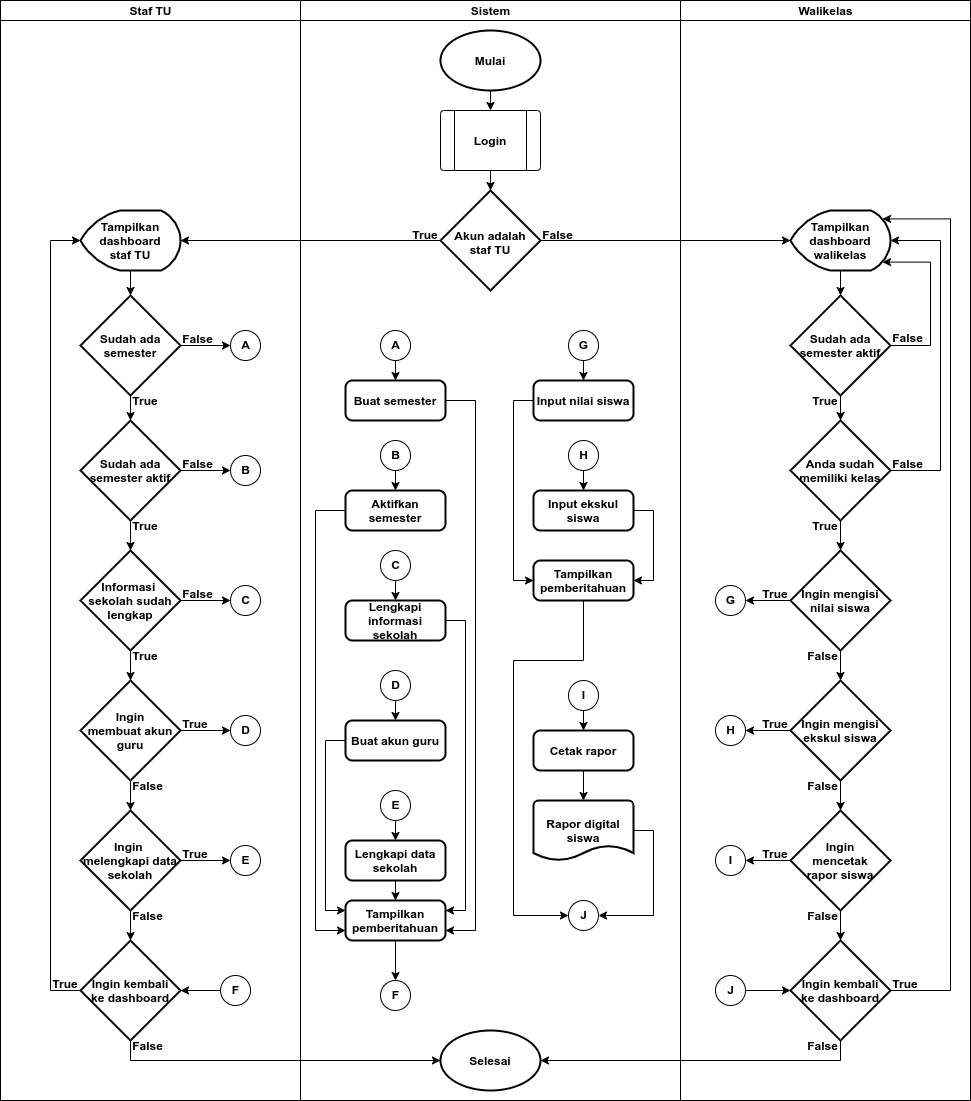 Staf TU
Sistem
Walikelas
Mulai
Login
Akun adalah
staf TU
True
False
Tampilkan
dashboard
staf TU
Sudah ada
semester
False
A
True
Sudah ada
semester aktif
False
B
True
Informasi
sekolah sudah
lengkap
False
C
True
Ingin
membuat akun
guru
True
D
False
Ingin
melengkapi data
sekolah
True
E
False
Ingin kembali
ke dashboard
True
F
False
A
Buat semester
B
Aktifkan
semester
C
Lengkapi
informasi
sekolah
D
Buat akun guru
E
Lengkapi data
sekolah
Tampilkan
pemberitahuan
F
G
Input nilai siswa
H
Input ekskul
siswa
Tampilkan
pemberitahuan
I
Cetak rapor
Rapor digital
siswa
J
Selesai
Tampilkan
dashboard
walikelas
Sudah ada
semester aktif
False
True
Anda sudah
memiliki kelas
False
True
Ingin mengisi
nilai siswa
True
G
False
Ingin mengisi
ekskul siswa
True
H
False
Ingin
mencetak
rapor siswa
True
I
False
Ingin kembali
ke dashboard
J
True
False